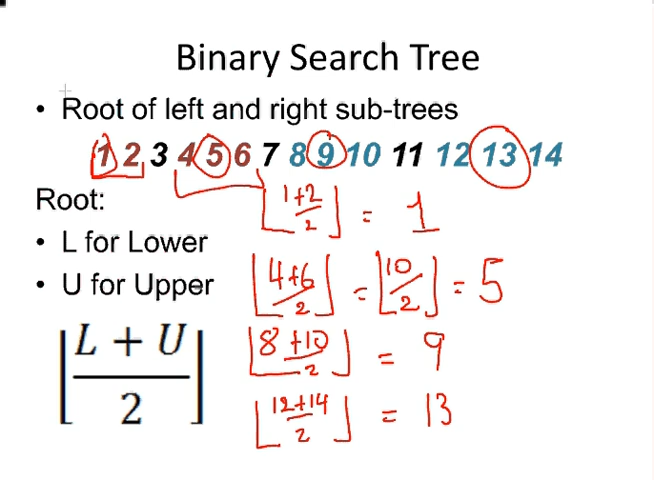 Binary Search Tree
• Root of left and right sub-trees
1 2 3 4 5 6 7 8 9 10 11 12 13 14
Root:
⌊(1+2)/2⌋ = 1
• L for Lower
• U for Upper
⌊(4+6)/2⌋ = ⌊10/2⌋ = 5
⌊(L + U)/2⌋
⌊(8+10)/2⌋ = 9
⌊(12+14)/2⌋ = 13